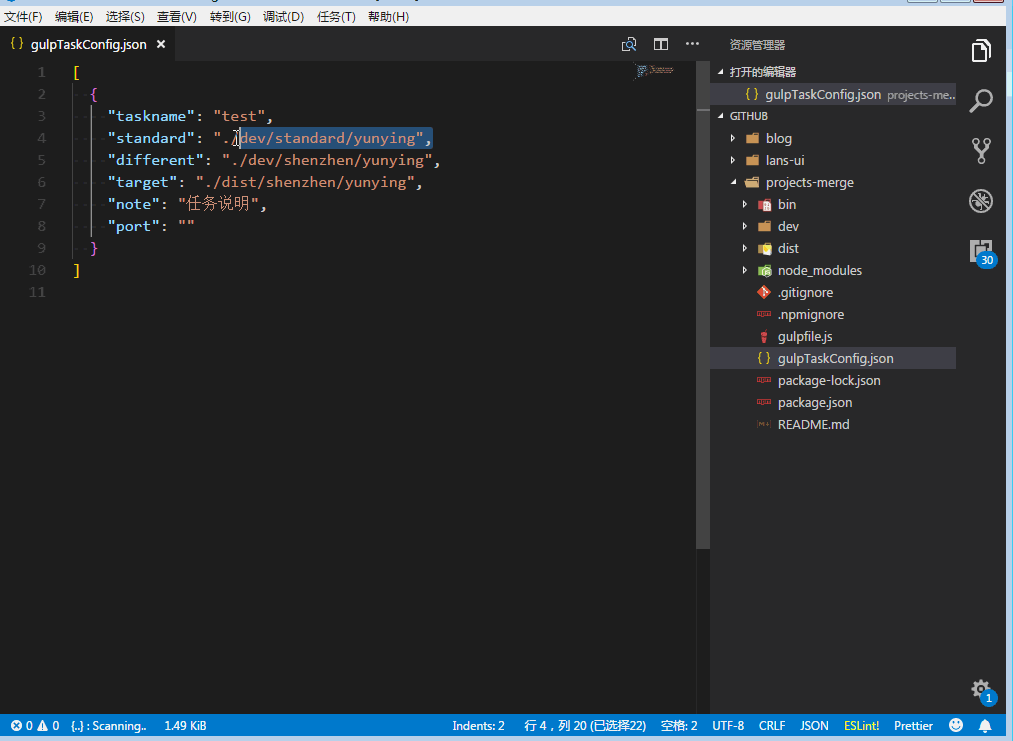 文件(F) 编辑(E) 选择(S) 查看(V) 转到(G) 调试(D) 任务(T) 帮助(H)
{ } gulpTaskConfig.json ×
1 [
2 {
3 "taskname": "test",
4 "standard": "./dev/standard/yunying",
5 "different": "./dev/shenzhen/yunying",
6 "target": "./dist/shenzhen/yunying",
7 "note": "任务说明",
8 "port": ""
9 }
10 ]
11
资源管理器
打开的编辑器
{ } gulpTaskConfig.json projects-me...
GITHUB
blog
lans-ui
projects-merge
bin
dev
dist
node_modules
.gitignore
.npmignore
gulpfile.js
{ } gulpTaskConfig.json
package-lock.json
package.json
README.md
30
1
0 0 {..} : Scanning.. 1.49 KiB Indents: 2 行 4，列 20 (已选择22) 空格: 2 UTF-8 CRLF JSON ESLint! Prettier